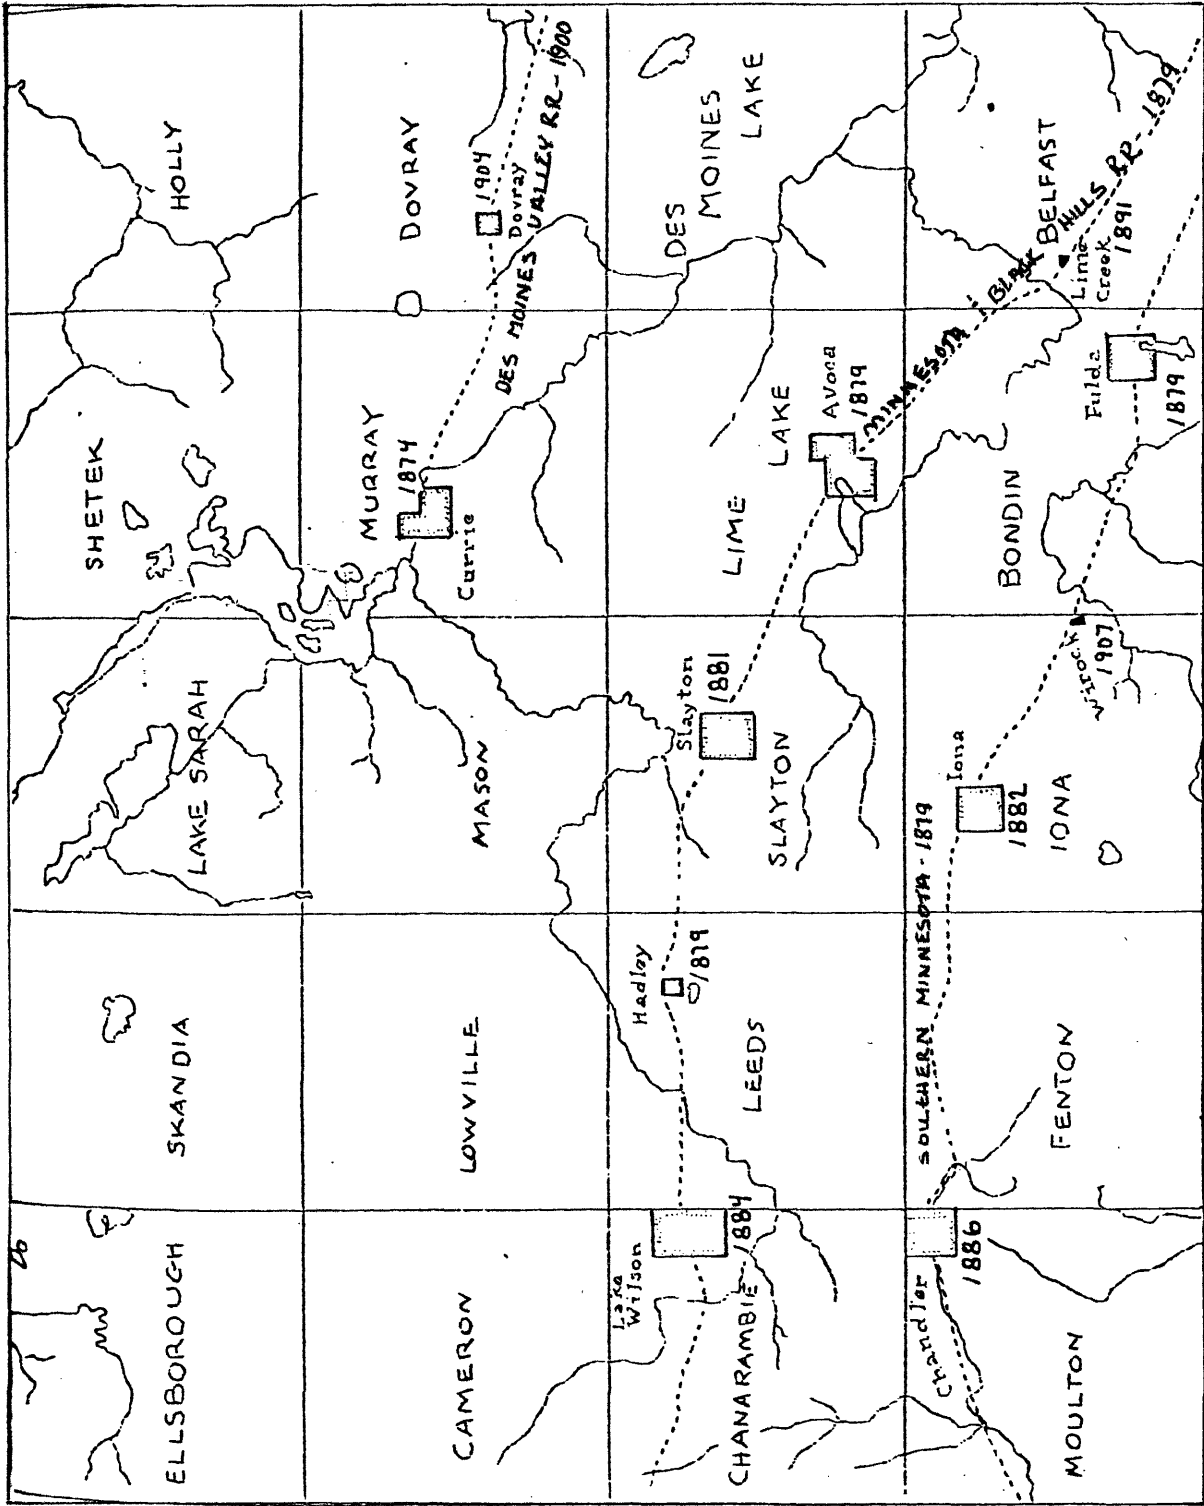 26
ELLSBOROUGH
SKANDIA
LAKE SARAH
SHETEK
HOLLY
CAMERON
LOWVILLE
MASON
MURRAY
1874
Currie
DOVRAY
1904
Dovray
DES MOINES VALLEY RR - 1900
Lake
Wilson
1884
CHANARAMBIE
Hadley
1879
LEEDS
Slayton
1881
SLAYTON
LIME
LAKE
Avoca
1879
DES
MOINES
LAKE
MINNESOTA & BLACK HILLS RR - 1879
Chandler
1886
MOULTON
SOUTHERN MINNESOTA - 1879
FENTON
Iona
1882
IONA
Wirock
1907
BONDIN
Fulda
1879
BELFAST
Lime
Creek
1891